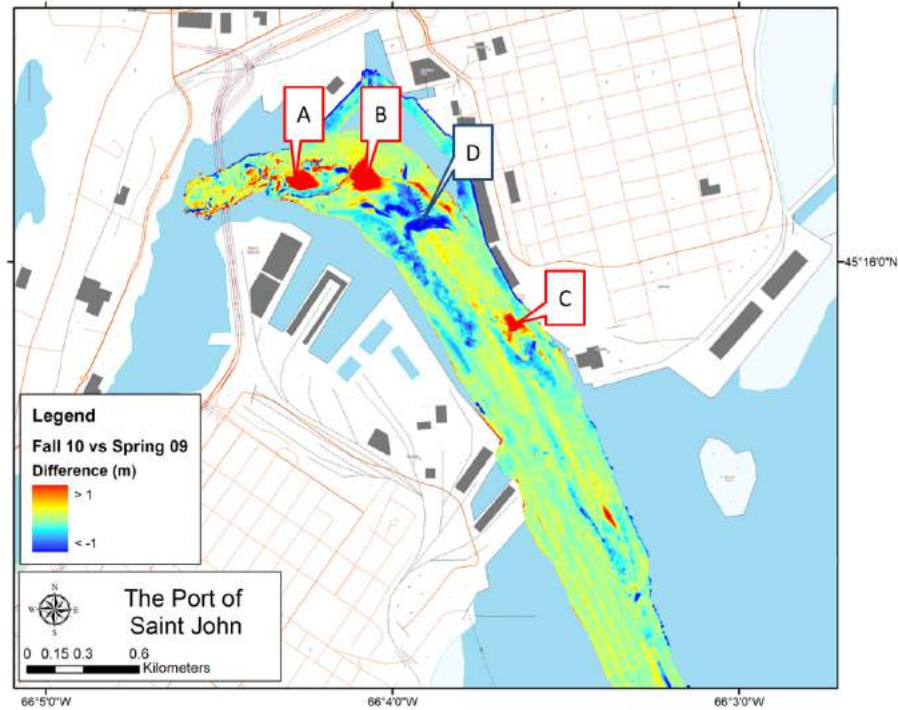 A
B
D
45°16'0"N
C
Legend
Fall 10 vs Spring 09
Difference (m)
> 1
< -1
N
W E
S
The Port of
Saint John
0 0.15 0.3 0.6
Kilometers
66°5'0"W 66°4'0"W 66°3'0"W